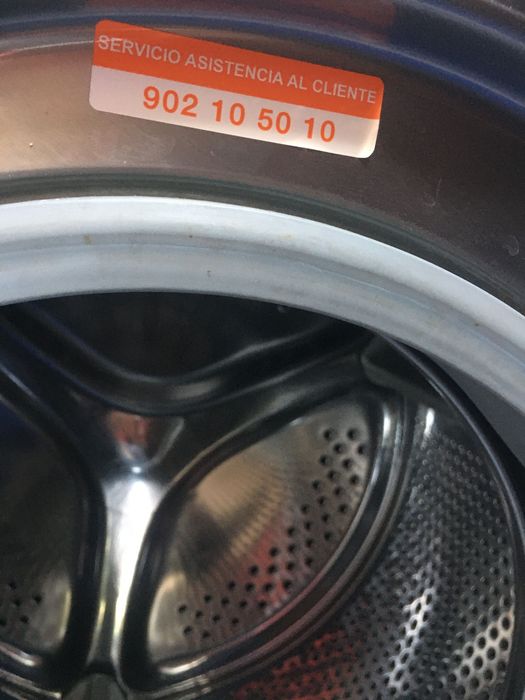 SERVICIO ASISTENCIA AL CLIENTE
902 10 50 10